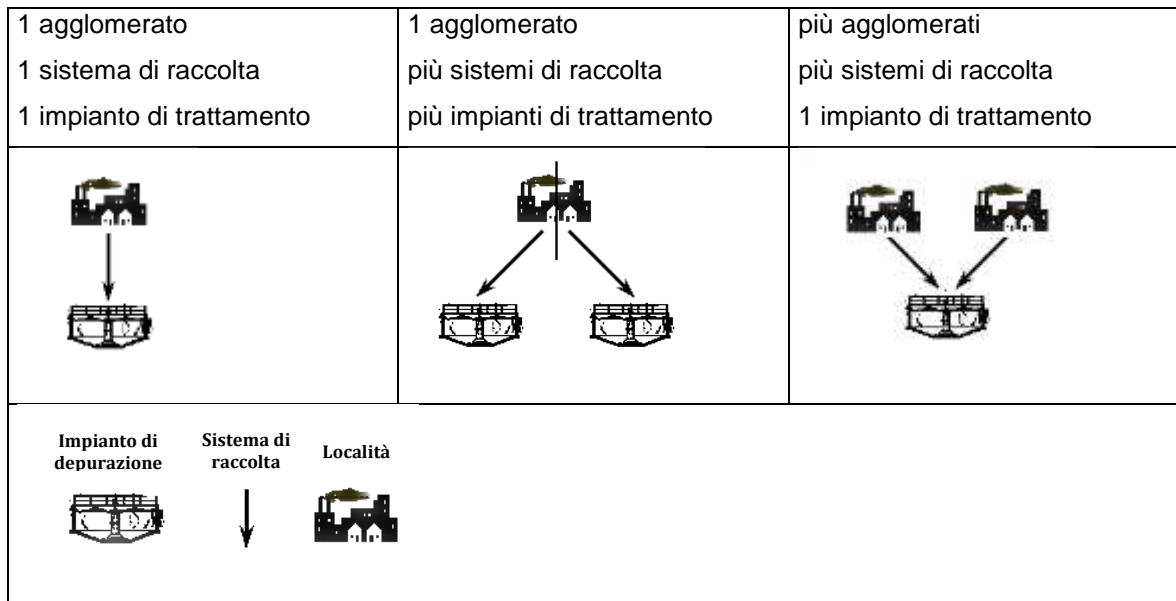 1 agglomerato
1 sistema di raccolta
1 impianto di trattamento
1 agglomerato
più sistemi di raccolta
più impianti di trattamento
più agglomerati
più sistemi di raccolta
1 impianto di trattamento
Impianto di
depurazione
Sistema di
raccolta
Località